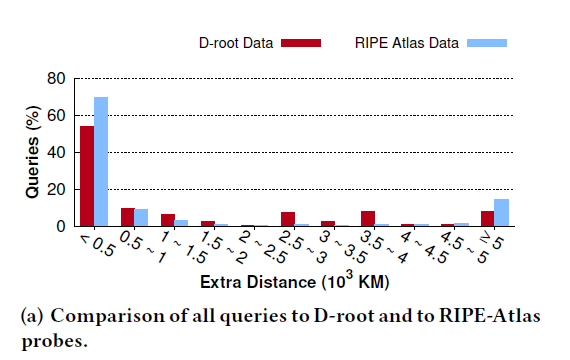 D-root Data RIPE Atlas Data
80
60
40
20
0
Queries (%)
< 0.5 0.5 ~ 1 1 ~ 1.5 1.5 ~ 2 2 ~ 2.5 2.5 ~ 3 3 ~ 3.5 3.5 ~ 4 4 ~ 4.5 4.5 ~ 5 ≥ 5
Extra Distance (10³ KM)
(a) Comparison of all queries to D-root and to RIPE-Atlas
probes.